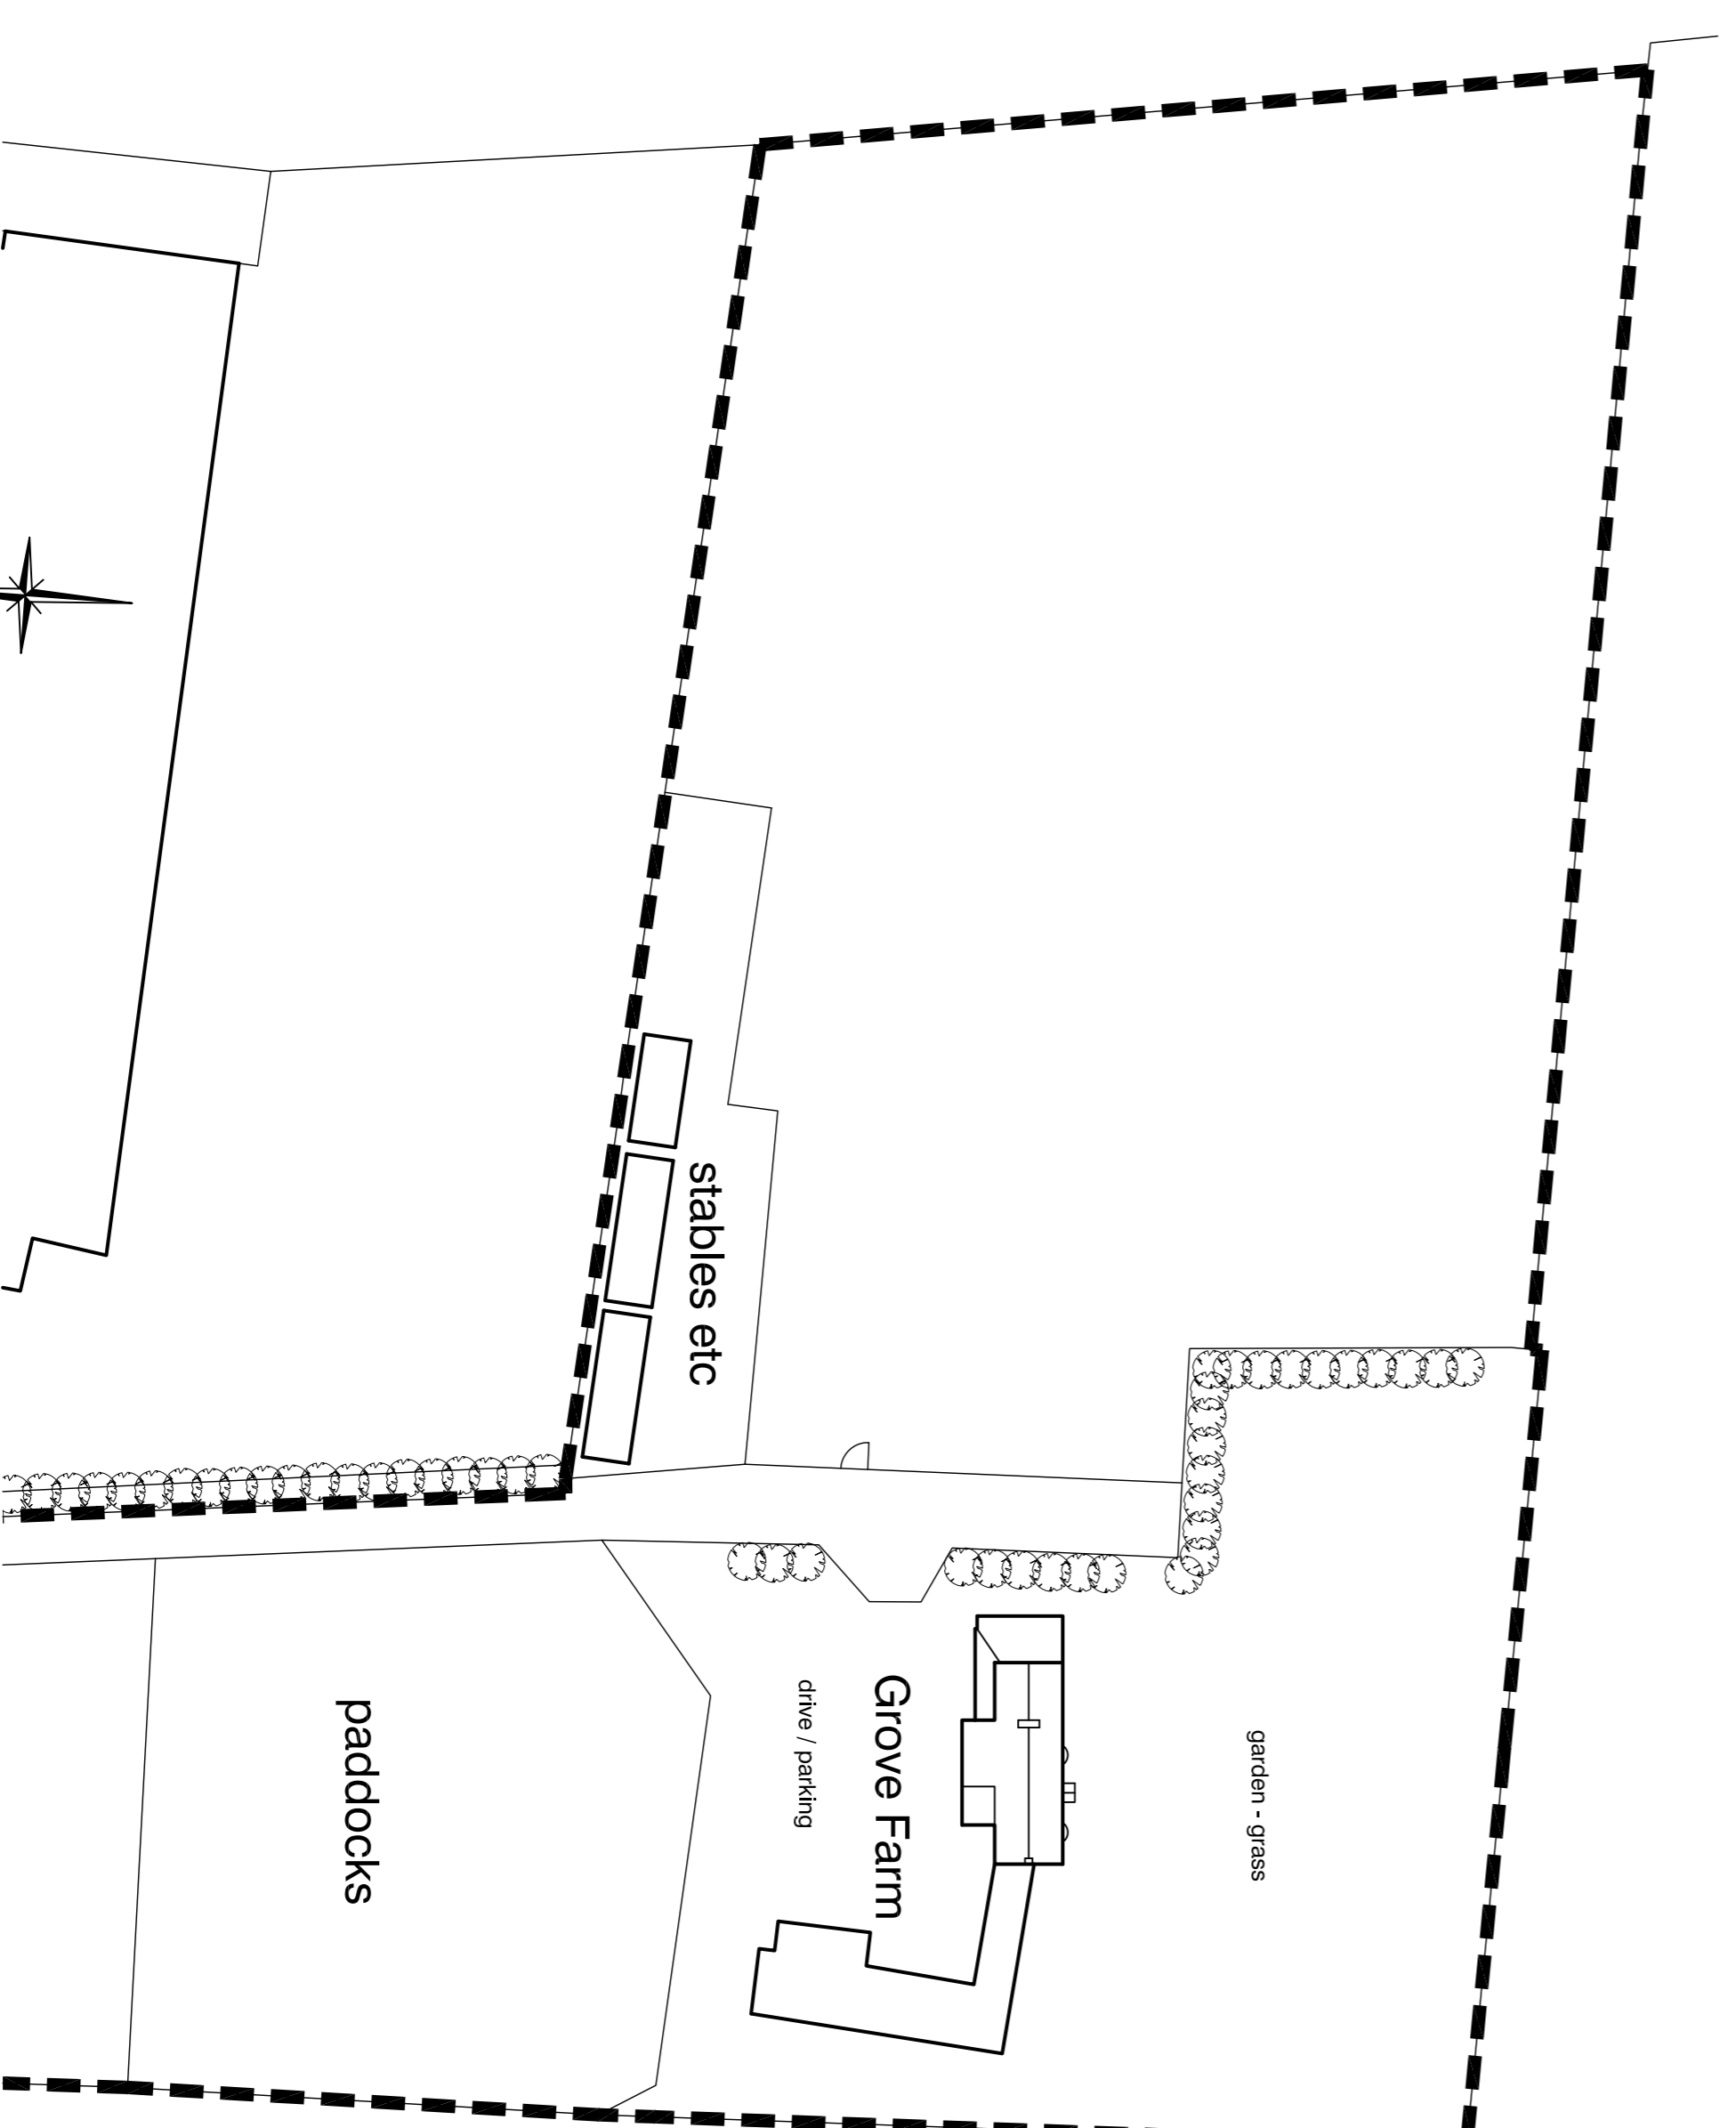 stables etc
paddocks
drive / parking
Grove Farm
garden - grass